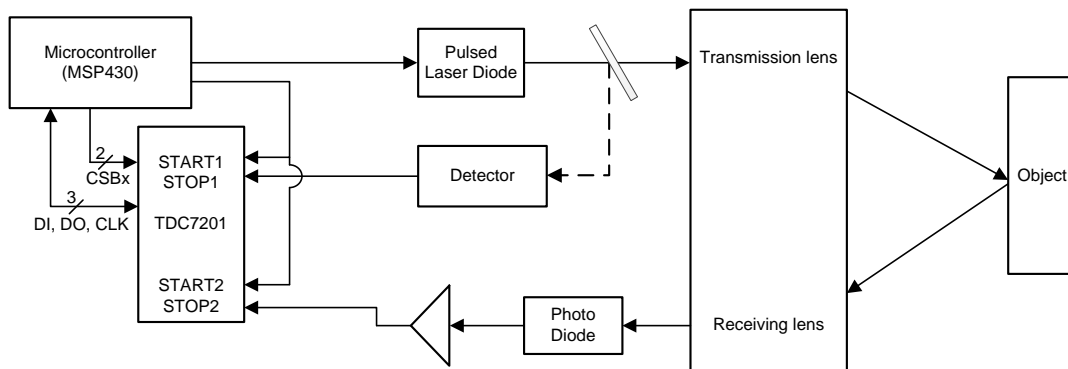 Microcontroller
(MSP430)
Pulsed
Laser Diode
Transmission lens
2
CSBx
START1
STOP1
Detector
Object
3
DI, DO, CLK
TDC7201
START2
STOP2
Photo
Diode
Receiving lens